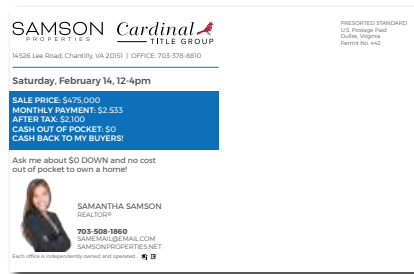 SAMSON
PROPERTIES
Cardinal
TITLE GROUP
14526 Lee Road, Chantilly, VA 20151 | OFFICE: 703-378-8810
PRESORTED STANDARD
U.S. Postage Paid
Dulles, Virginia
Permit No. 442
Saturday, February 14, 12-4pm
SALE PRICE: $475,000
MONTHLY PAYMENT: $2.533
AFTER TAX: $2,100
CASH OUT OF POCKET: $0
CASH BACK TO MY BUYERS!
Ask me about $0 DOWN and no cost
out of pocket to own a home!
SAMANTHA SAMSON
REALTOR®
703-508-1860
SAMEMAIL@EMAIL.COM
SAMSONPROPERTIES.NET
Each office is independently owned and operated.